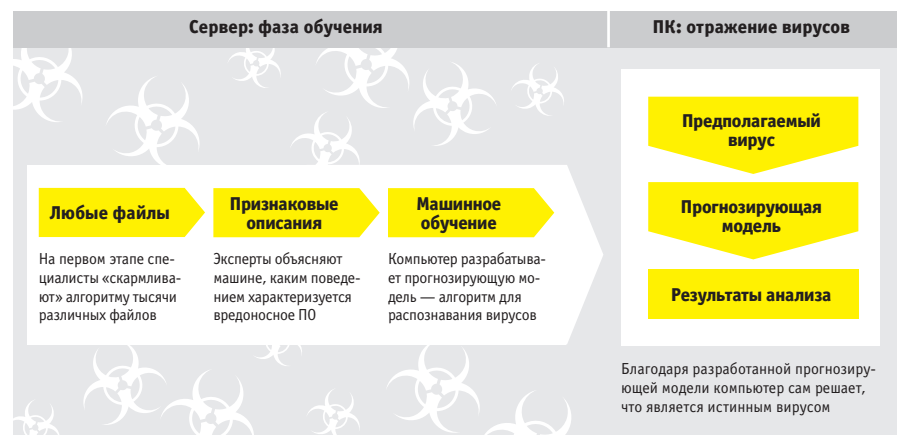 Сервер: фаза обучения
ПК: отражение вирусов
Любые файлы
На первом этапе спе-
циалисты «скармлива-
ют» алгоритму тысячи
различных файлов
Признаковые
описания
Эксперты объясняют
машине, каким поведе-
нием характеризуется
вредоносное ПО
Машинное
обучение
Компьютер разрабатыва-
ет прогнозирующую мо-
дель — алгоритм для
распознавания вирусов
Предполагаемый
вирус
Прогнозирующая
модель
Результаты анализа
Благодаря разработанной прогнозиру-
ющей модели компьютер сам решает,
что является истинным вирусом